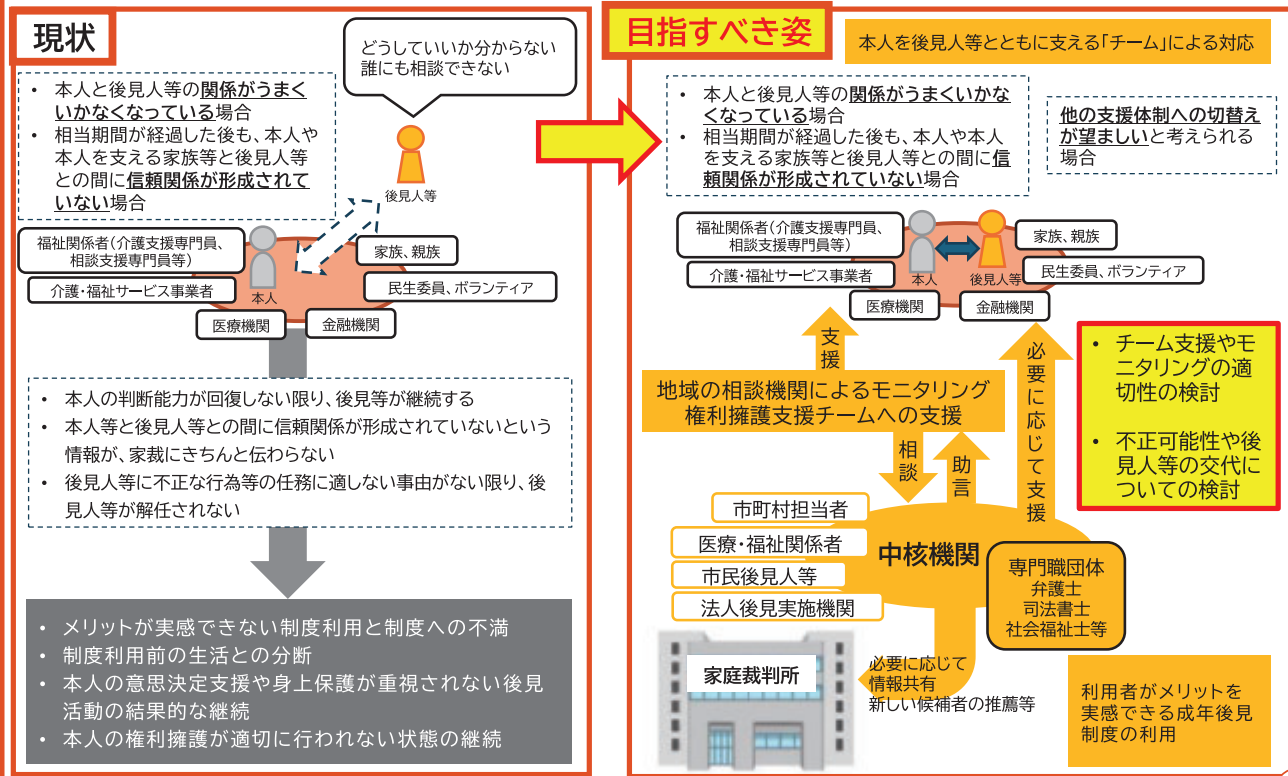 現状
どうしていいか分からない
誰にも相談できない
• 本人と後見人等の関係がうまく
いかなくなっている場合
• 相当期間が経過した後も、本人や
本人を支える家族等と後見人等
との間に信頼関係が形成されて
いない場合
後見人等
福祉関係者(介護支援専門員、
相談支援専門員等)
家族、親族
介護・福祉サービス事業者
本人
民生委員、ボランティア
医療機関
金融機関
• 本人の判断能力が回復しない限り、後見等が継続する
• 本人等と後見人等との間に信頼関係が形成されていないという
情報が、家裁にきちんと伝わらない
• 後見人等に不正な行為等の任務に適しない事由がない限り、後
見人等が解任されない
• メリットが実感できない制度利用と制度への不満
• 制度利用前の生活との分断
• 本人の意思決定支援や身上保護が重視されない後見
活動の結果的な継続
• 本人の権利擁護が適切に行われない状態の継続
目指すべき姿
本人を後見人等とともに支える「チーム」による対応
• 本人と後見人等の関係がうまくいかな
くなっている場合
• 相当期間が経過した後も、本人や本人
を支える家族等と後見人等との間に信
頼関係が形成されていない場合
他の支援体制への切替え
が望ましいと考えられる
場合
福祉関係者(介護支援専門員、
相談支援専門員等)
家族、親族
介護・福祉サービス事業者
本人
後見人等
民生委員、ボランティア
医療機関
金融機関
支援
必要に応じて支援
• チーム支援やモ
ニタリングの適
切性の検討
• 不正可能性や後
見人等の交代に
ついての検討
地域の相談機関によるモニタリング
権利擁護支援チームへの支援
相談
助言
市町村担当者
医療・福祉関係者
市民後見人等
法人後見実施機関
中核機関
専門職団体
弁護士
司法書士
社会福祉士等
家庭裁判所
必要に応じて
情報共有
新しい候補者の推薦等
利用者がメリットを
実感できる成年後見
制度の利用